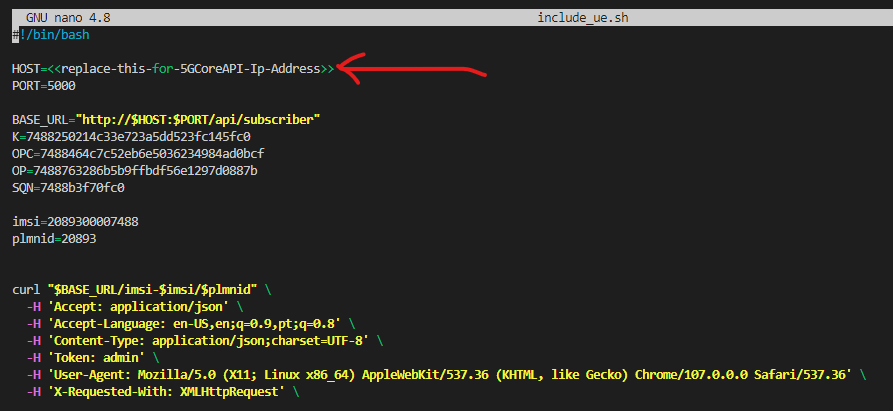 GNU nano 4.8 include_ue.sh
#!/bin/bash
HOST=<<replace-this-for-5GCoreAPI-Ip-Address>>
PORT=5000
BASE_URL="http://$HOST:$PORT/api/subscriber"
K=7488250214c33e723a5dd523fc145fc0
OPC=7488464c7c52eb6e5036234984ad0bcf
OP=7488763286b5b9ffbdf56e1297d0887b
SQN=7488b3f70fc0
imsi=2089300007488
plmnid=20893
curl "$BASE_URL/imsi-$imsi/$plmnid" \
-H 'Accept: application/json' \
-H 'Accept-Language: en-US,en;q=0.9,pt;q=0.8' \
-H 'Content-Type: application/json;charset=UTF-8' \
-H 'Token: admin' \
-H 'User-Agent: Mozilla/5.0 (X11; Linux x86_64) AppleWebKit/537.36 (KHTML, like Gecko) Chrome/107.0.0.0 Safari/537.36' \
-H 'X-Requested-With: XMLHttpRequest' \